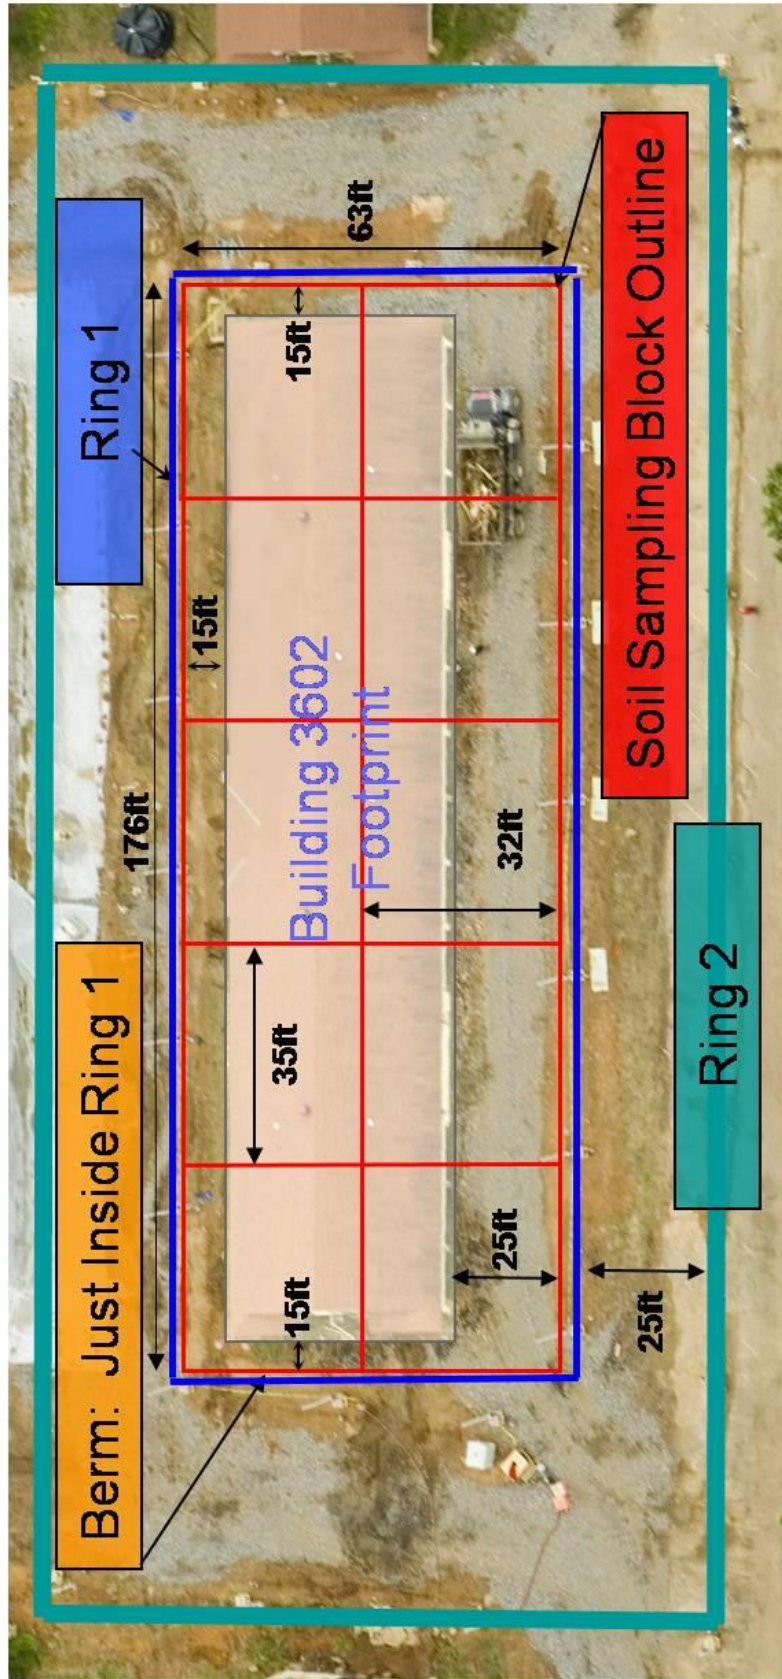 Berm: Just Inside Ring 1
Ring 1
176ft
15ft
15ft
35ft
Building 3602
Footprint
15ft
63ft
25ft
32ft
25ft
Soil Sampling Block Outline
Ring 2